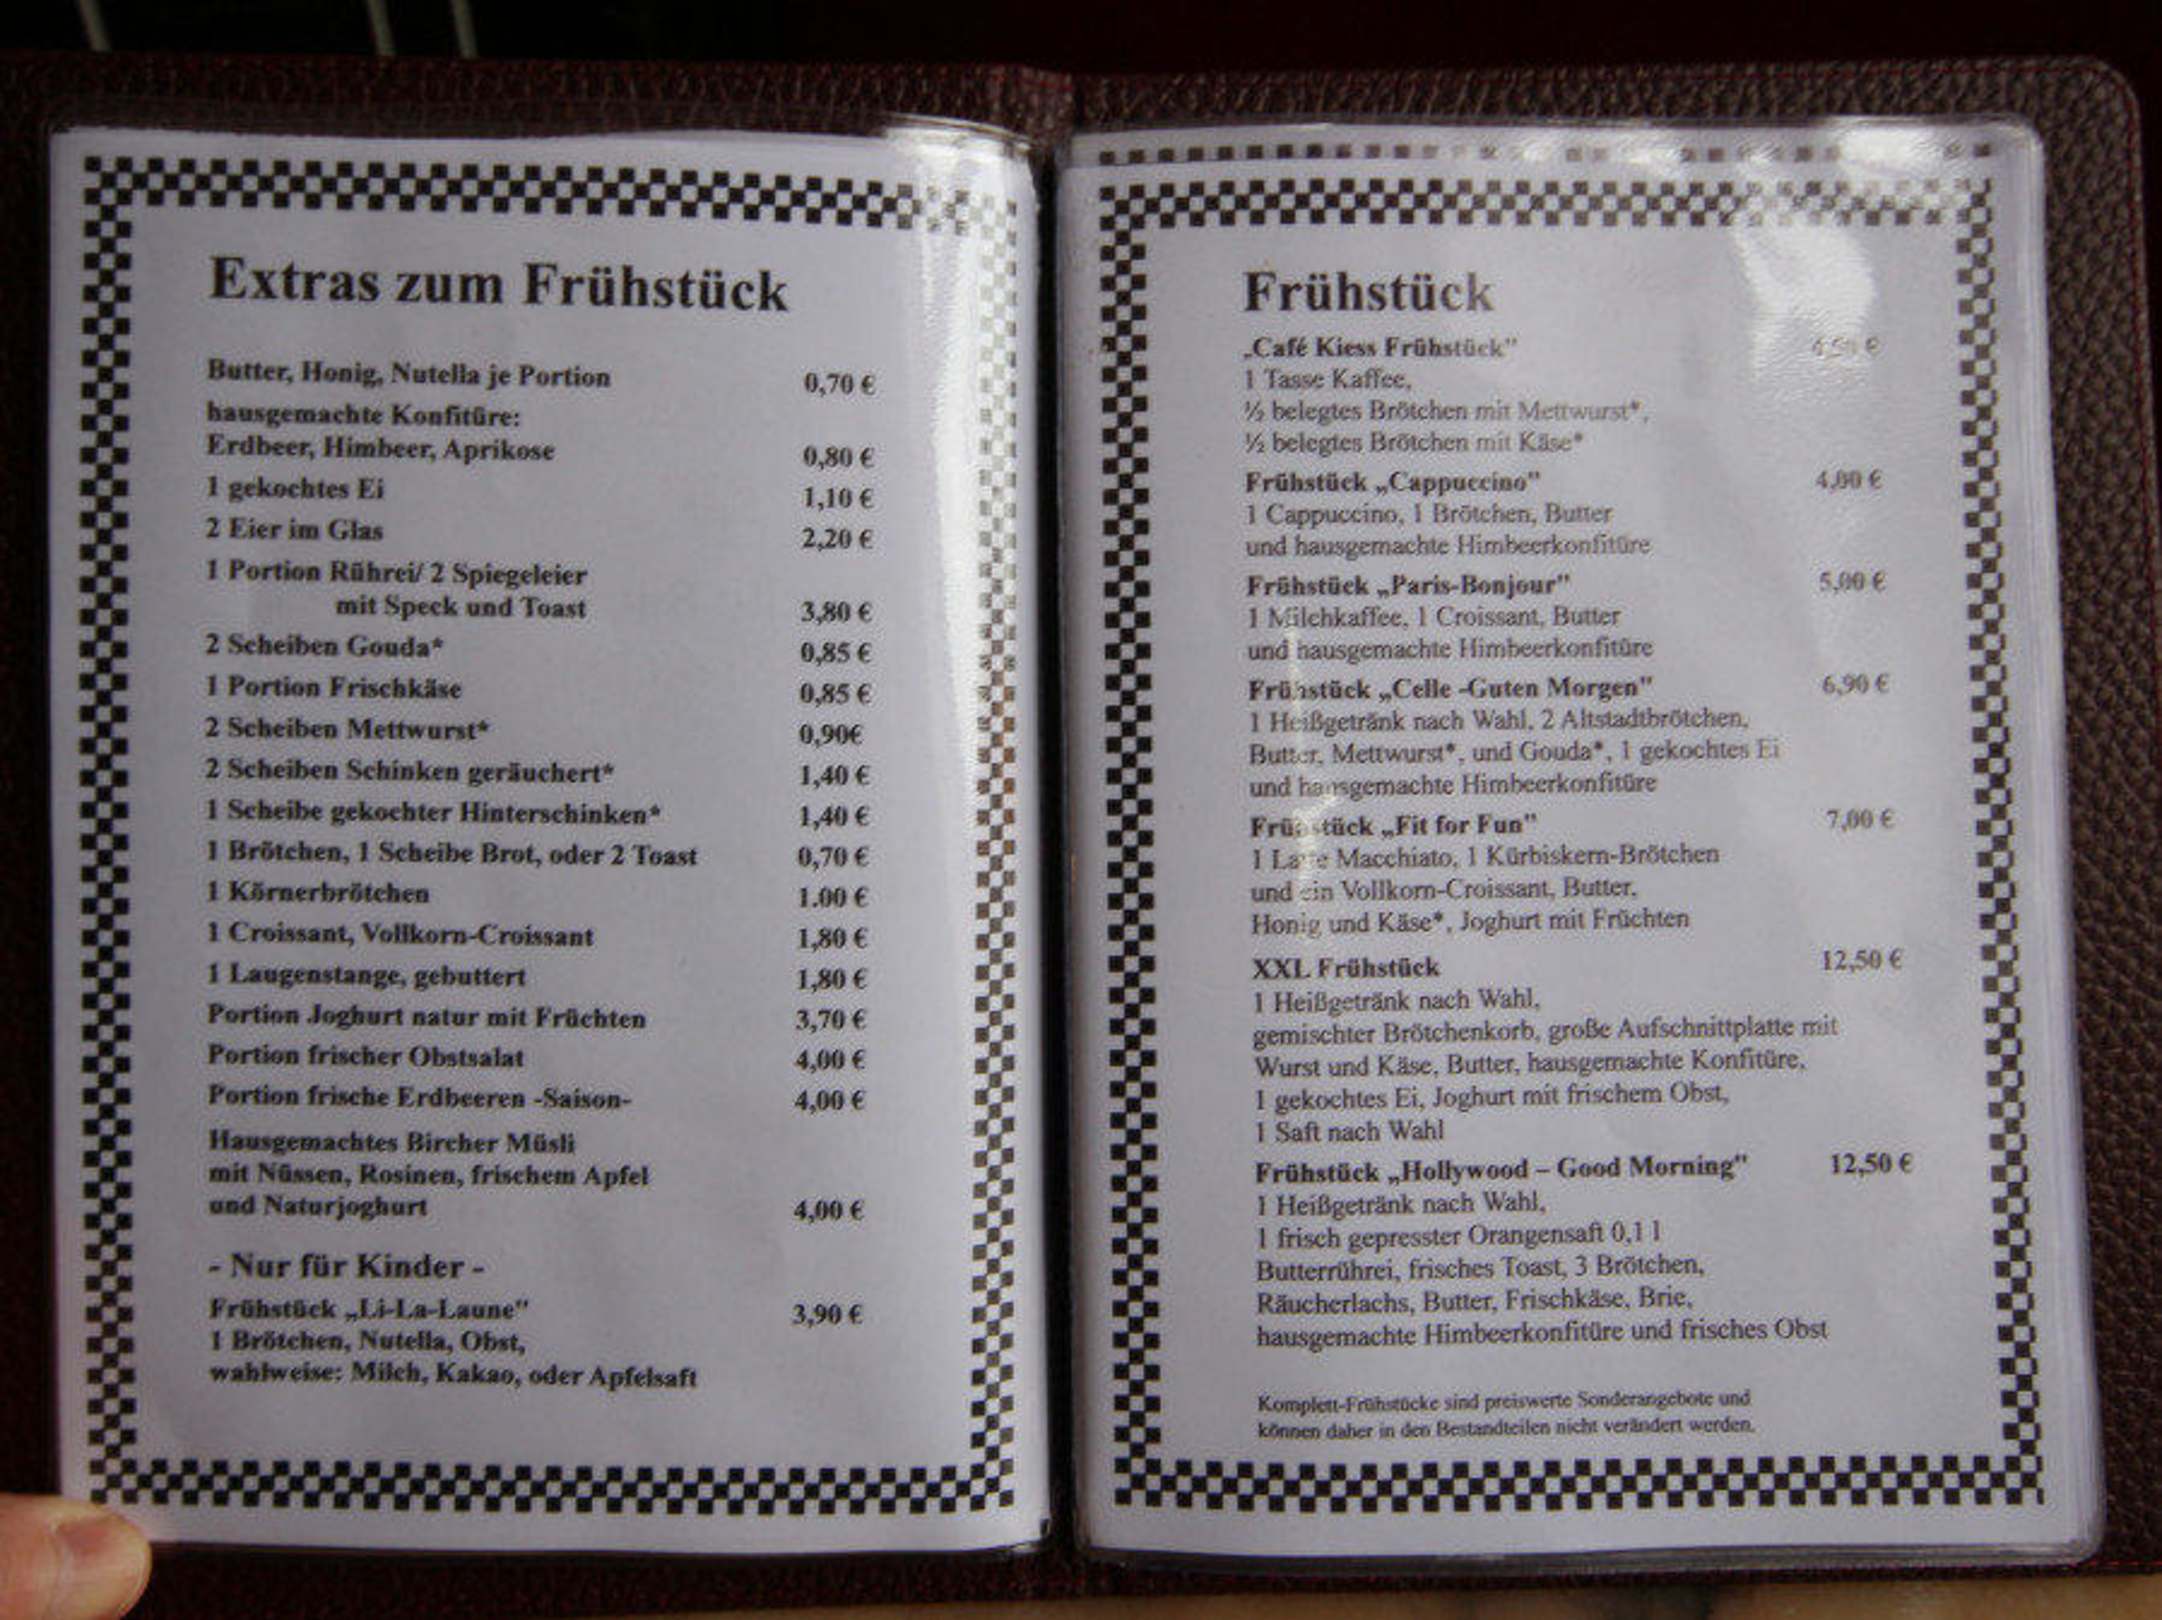 Extras zum Frühstück
Butter, Honig, Nutella je Portion 0,70 €
hausgemachte Konfitüre:
Erdbeer, Himbeer, Aprikose 0,80 €
1 gekochtes Ei 1,10 €
2 Eier im Glas 2,20 €
1 Portion Rührei/ 2 Spiegeleier
mit Speck und Toast 3,80 €
2 Scheiben Gouda* 0,85 €
1 Portion Frischkäse 0,85 €
2 Scheiben Mettwurst* 0,90€
2 Scheiben Schinken geräuchert* 1,40 €
1 Scheibe gekochter Hinterschinken* 1,40 €
1 Brötchen, 1 Scheibe Brot, oder 2 Toast 0,70 €
1 Körnerbrötchen 1.00 €
1 Croissant, Vollkorn-Croissant 1,80 €
1 Laugenstange, gebuttert 1,80 €
Portion Joghurt natur mit Früchten 3,70 €
Portion frischer Obstsalat 4,00 €
Portion frische Erdbeeren -Saison- 4,00 €
Hausgemachtes Bircher Müsli
mit Nüssen, Rosinen, frischem Apfel
und Naturjoghurt 4,00 €
- Nur für Kinder -
Frühstück „Li-La-Laune" 3,90 €
1 Brötchen, Nutella, Obst,
wahlweise: Milch, Kakao, oder Apfelsaft
Frühstück
„Café Kiess Frühstück"
1 Tasse Kaffee,
½ belegtes Brötchen mit Mettwurst*,
½ belegtes Brötchen mit Käse*
Frühstück „Cappuccino" 4,00 €
1 Cappuccino, 1 Brötchen, Butter
und hausgemachte Himbeerkonfitüre
Frühstück „Paris-Bonjour" 5,00 €
1 Milchkaffee, 1 Croissant, Butter
und hausgemachte Himbeerkonfitüre
Frühstück „Celle -Guten Morgen" 6,90 €
1 Heißgetränk nach Wahl, 2 Altstadtbrötchen,
Butter, Mettwurst*, und Gouda*, 1 gekochtes Ei
und hausgemachte Himbeerkonfitüre
Frühstück „Fit for Fun" 7,00 €
1 Latte Macchiato, 1 Kürbiskern-Brötchen
und ein Vollkorn-Croissant, Butter,
Honig und Käse*, Joghurt mit Früchten
XXL Frühstück 12,50 €
1 Heißgetränk nach Wahl,
gemischter Brötchenkorb, große Aufschnittplatte mit
Wurst und Käse, Butter, hausgemachte Konfitüre,
1 gekochtes Ei, Joghurt mit frischem Obst,
1 Saft nach Wahl
Frühstück „Hollywood – Good Morning" 12,50 €
1 Heißgetränk nach Wahl,
1 frisch gepresster Orangensaft 0,1 l
Butterrührei, frisches Toast, 3 Brötchen,
Räucherlachs, Butter, Frischkäse, Brie,
hausgemachte Himbeerkonfitüre und frisches Obst
Komplett-Frühstücke sind preiswerte Sonderangebote und
können daher in den Bestandteilen nicht verändert werden.